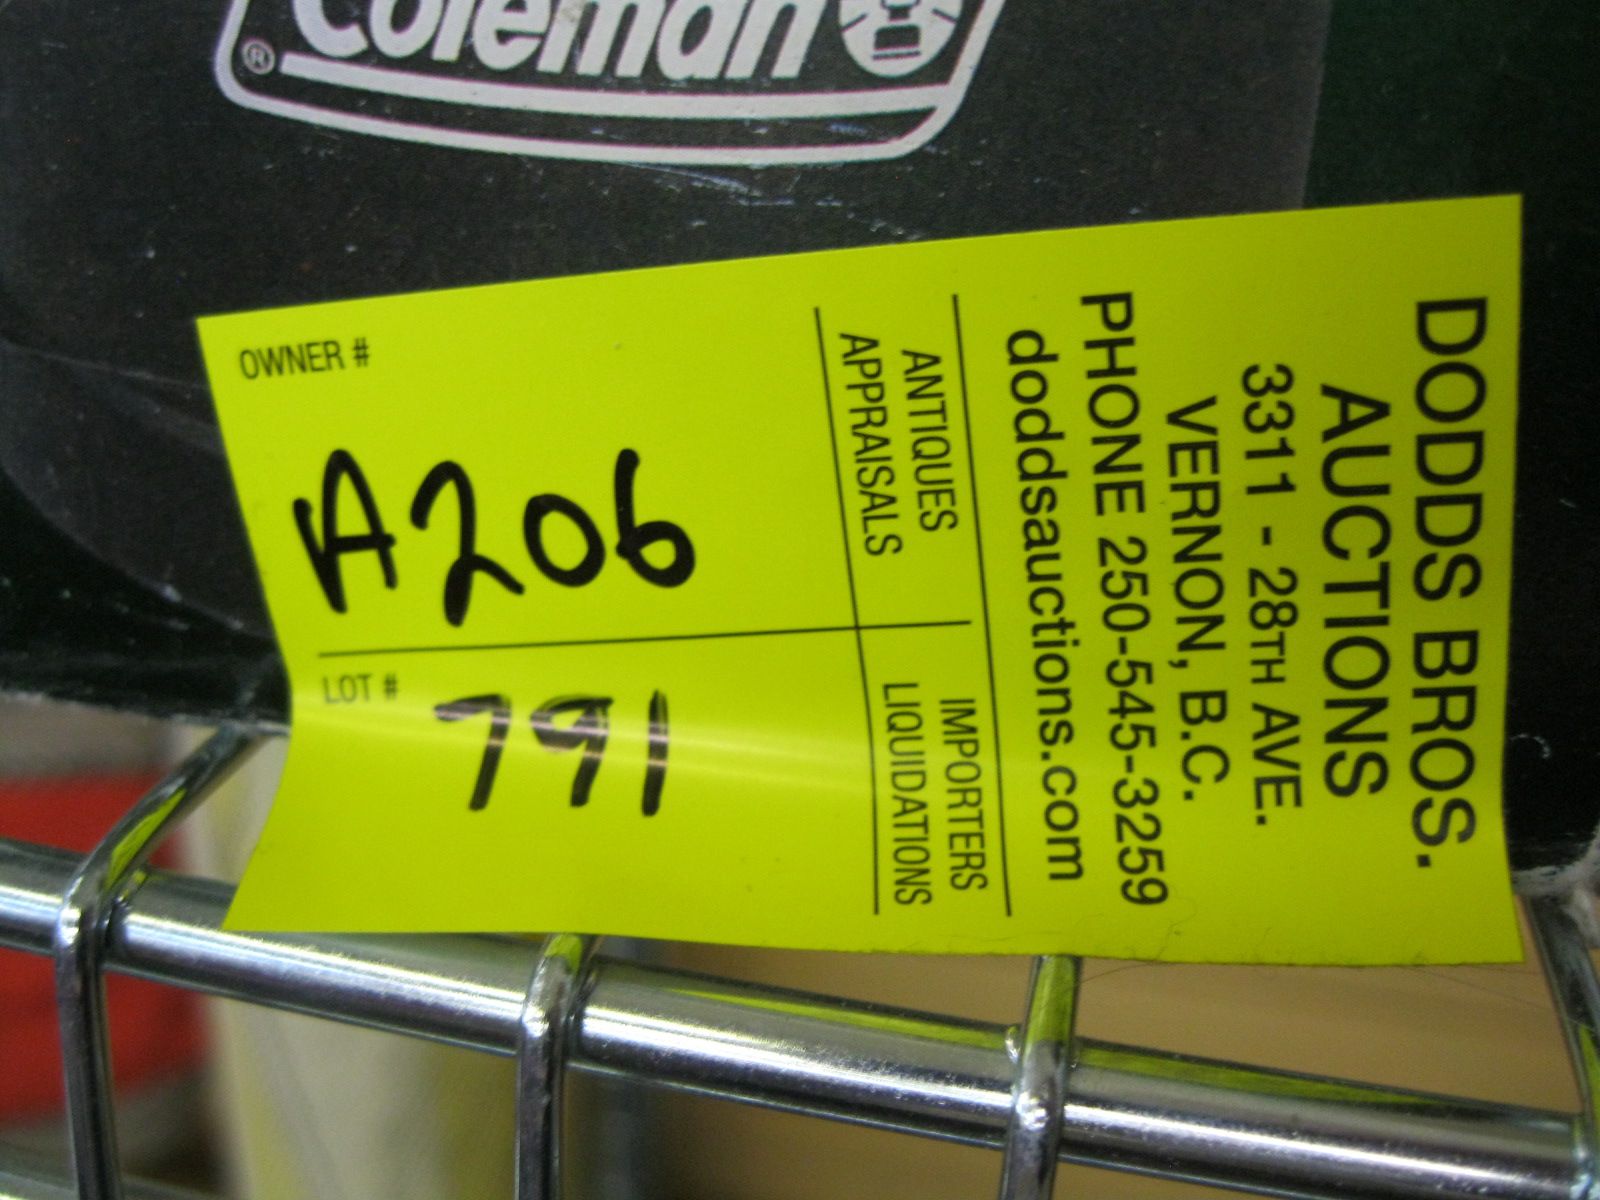 Coleman
®
DODDS BROS.
AUCTIONS
3311 - 28TH AVE.
VERNON, B.C.
PHONE 250-545-3259
doddsauctions.com
ANTIQUES
APPRAISALS
IMPORTERS
LIQUIDATIONS
OWNER #
A206
LOT #
791